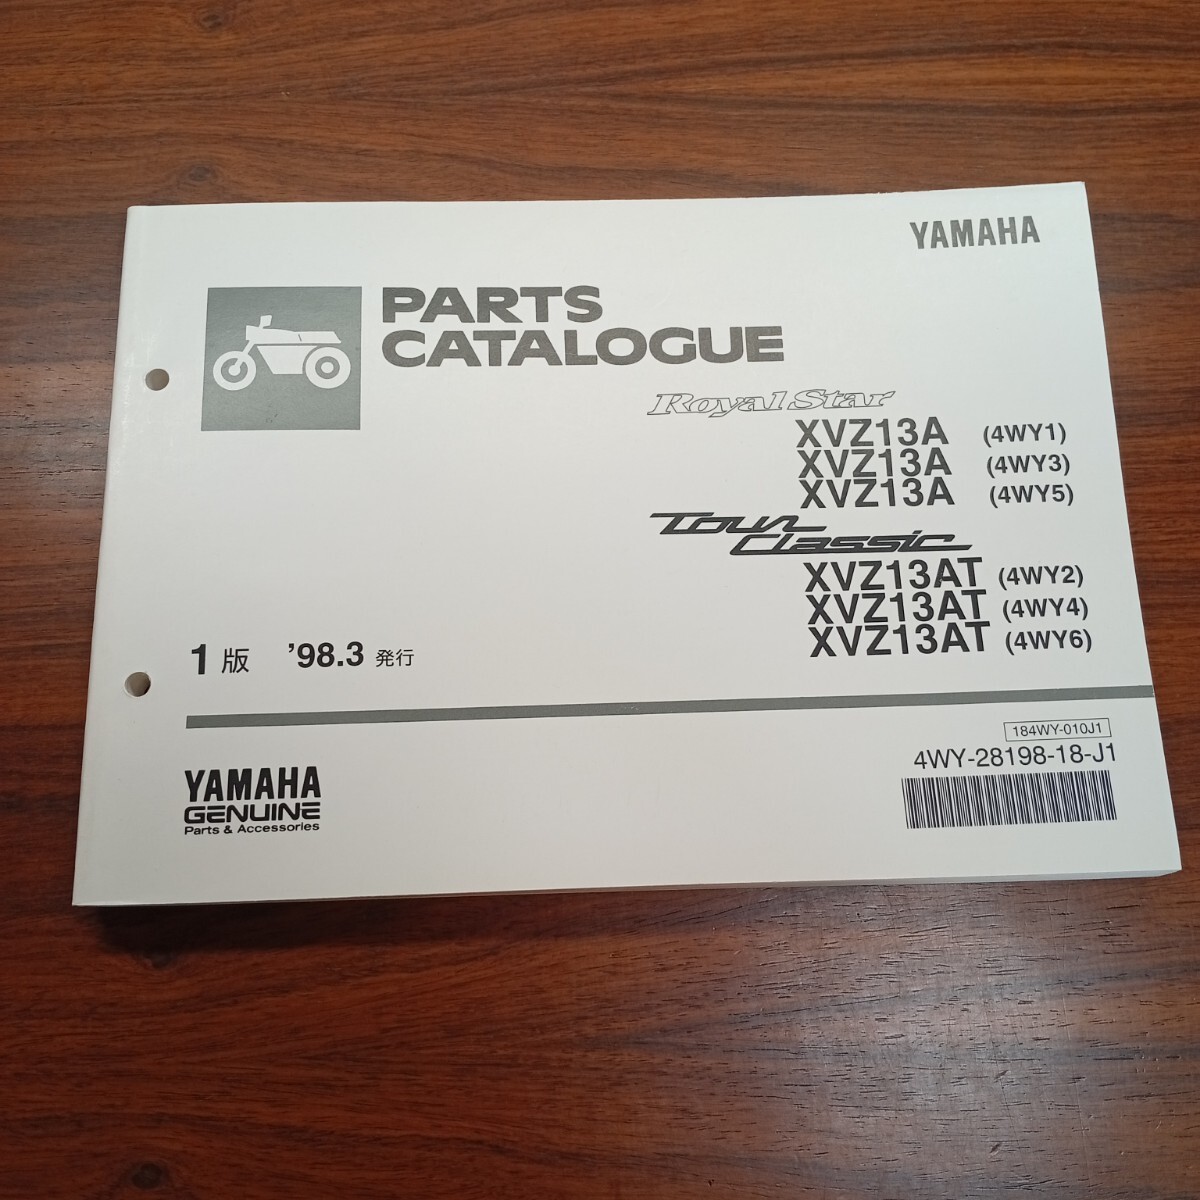 YAMAHA
PARTS
CATALOGUE
Royal Star
XVZ13A (4WY1)
XVZ13A (4WY3)
XVZ13A (4WY5)
Tour
Classic
XVZ13AT (4WY2)
XVZ13AT (4WY4)
XVZ13AT (4WY6)
1版 ’98.3 発行
184WY-010J1
4WY-28198-18-J1
YAMAHA
GENUINE
Parts & Accessories